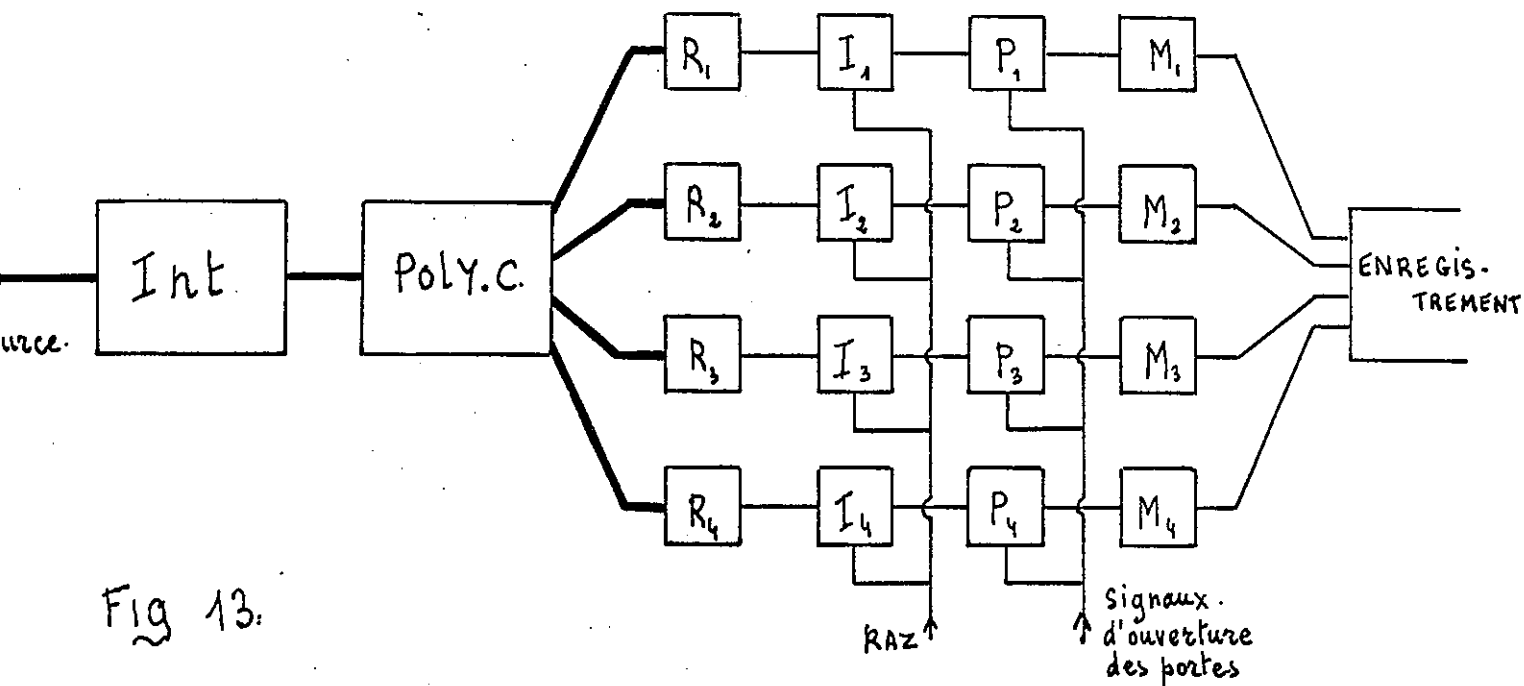 R₁ I₁ P₁ M₁
R₂ I₂ P₂ M₂
Int
Poly.C.
ENREGIS-
TREMENT
urce.
R₃ I₃ P₃ M₃
R₄ I₄ P₄ M₄
Fig 13.
RAZ
signaux.
d'ouverture
des portes